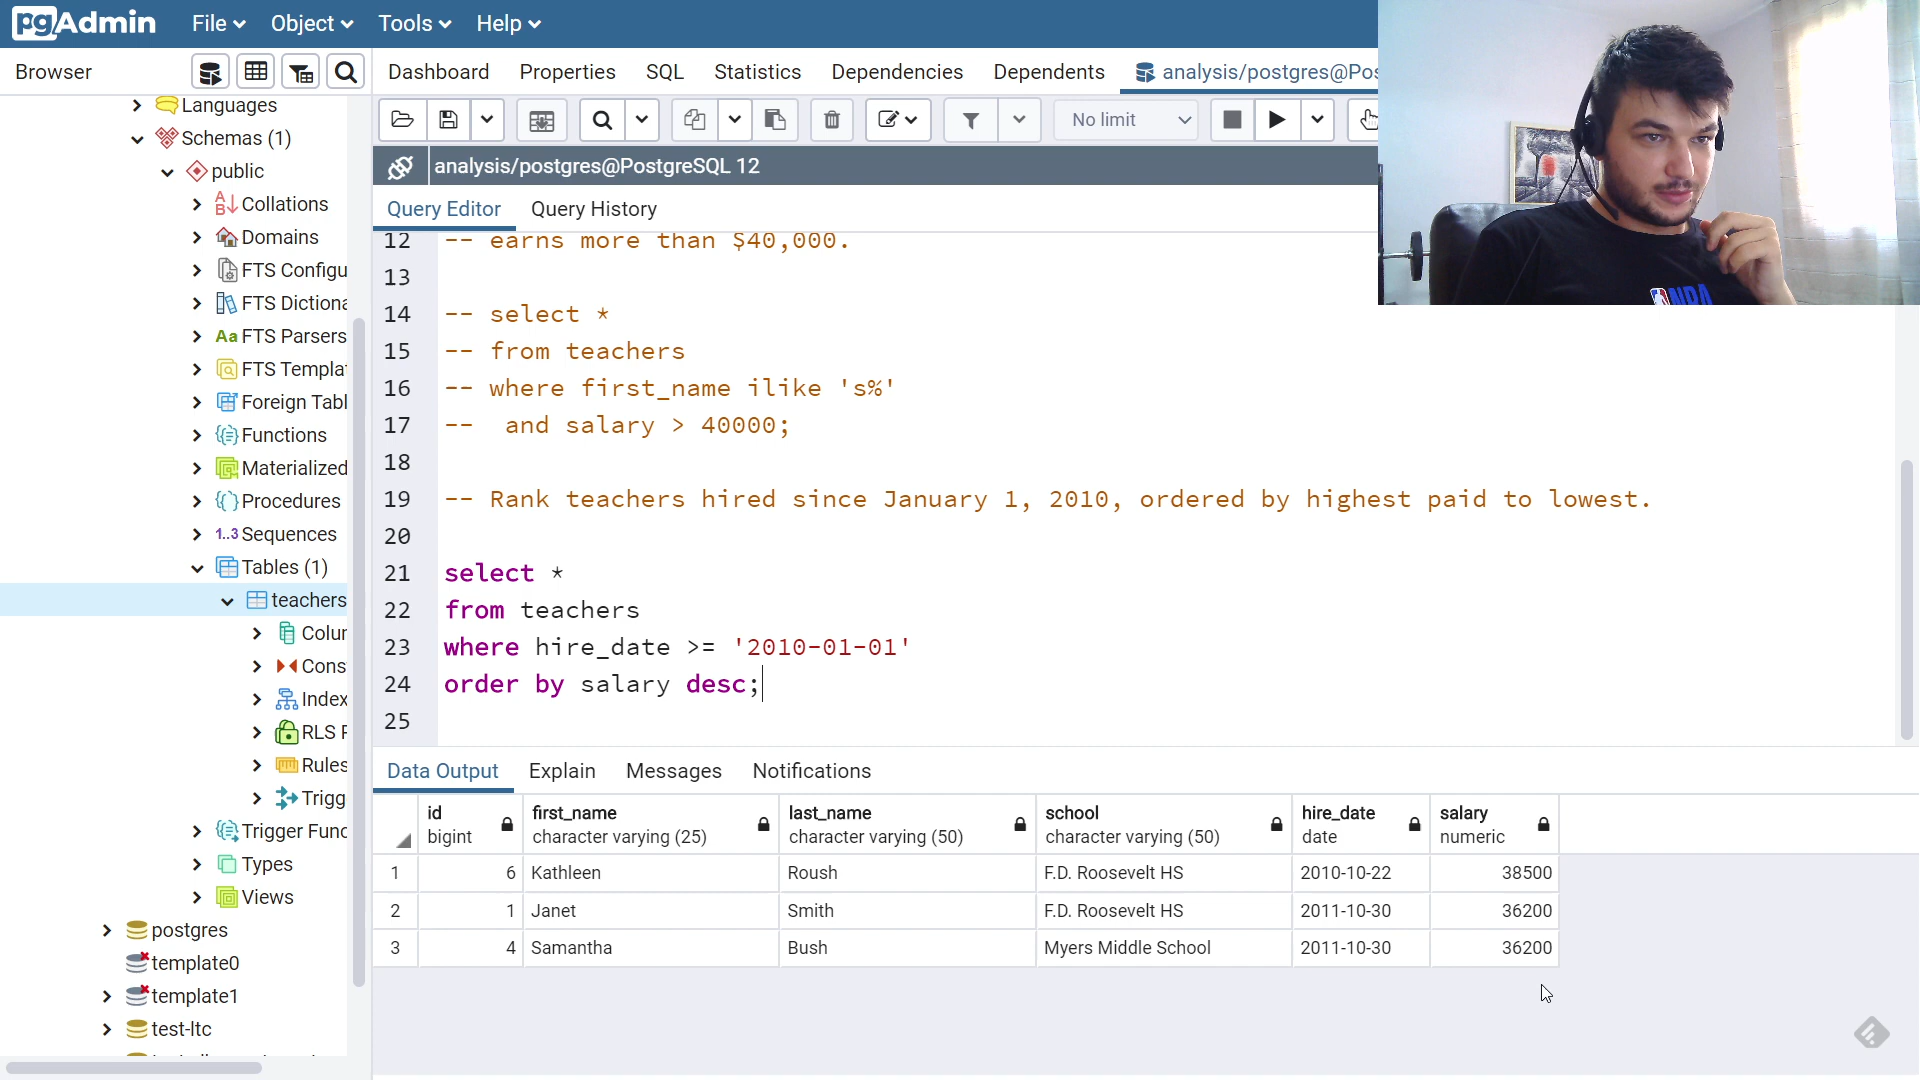 pgAdmin
File
Object
Tools
Help
Browser
Dashboard
Properties
SQL
Statistics
Dependencies
Dependents
analysis/postgres@Pos
No limit
analysis/postgres@PostgreSQL 12
Query Editor
Query History
Languages
Schemas (1)
public
Collations
Domains
FTS Configu
FTS Dictiona
FTS Parsers
FTS Templa
Foreign Tabl
Functions
Materialized
Procedures
1..3 Sequences
Tables (1)
teachers
Colu
Cons
Index
RLS
Rules
Trigg
Trigger Func
Types
Views
postgres
template0
template1
test-ltc
12 -- earns more than $40,000.
13
14 -- select *
15 -- from teachers
16 -- where first_name ilike 's%'
17 -- and salary > 40000;
18
19 -- Rank teachers hired since January 1, 2010, ordered by highest paid to lowest.
20
21 select *
22 from teachers
23 where hire_date >= '2010-01-01'
24 order by salary desc;
25
Data Output
Explain
Messages
Notifications
id bigint
first_name character varying (25)
last_name character varying (50)
school character varying (50)
hire_date date
salary numeric
1 6 Kathleen Roush F.D. Roosevelt HS 2010-10-22 38500
2 1 Janet Smith F.D. Roosevelt HS 2011-10-30 36200
3 4 Samantha Bush Myers Middle School 2011-10-30 36200
NBA